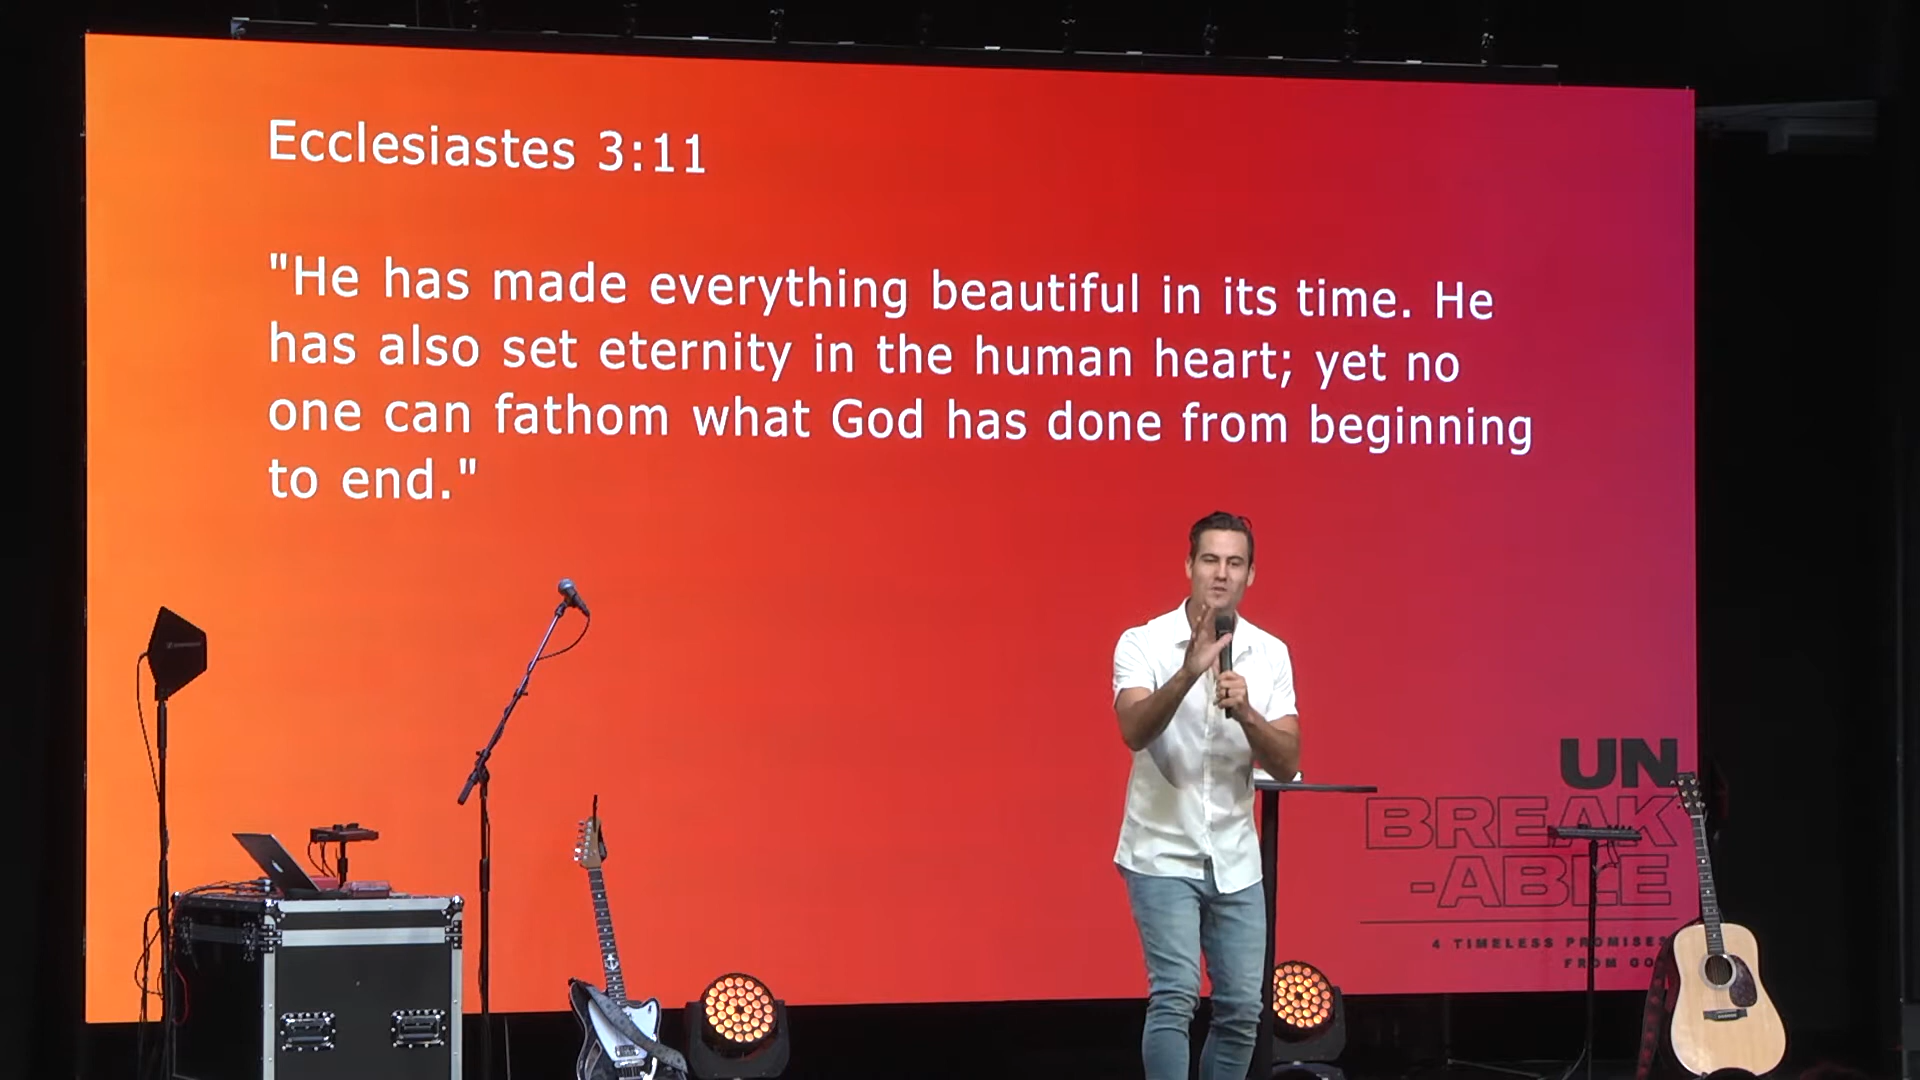 Ecclesiastes 3:11
"He has made everything beautiful in its time. He
has also set eternity in the human heart; yet no
one can fathom what God has done from beginning
to end."
UN
BREAK
-ABLE
4 TIMELESS PROMISES
FROM